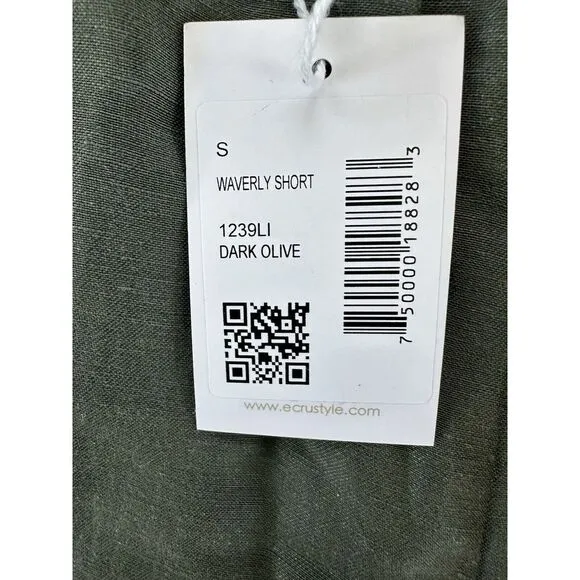 S
WAVERLY SHORT
1239LI
DARK OLIVE
7 50000 18828 3
www.ecrustyle.com